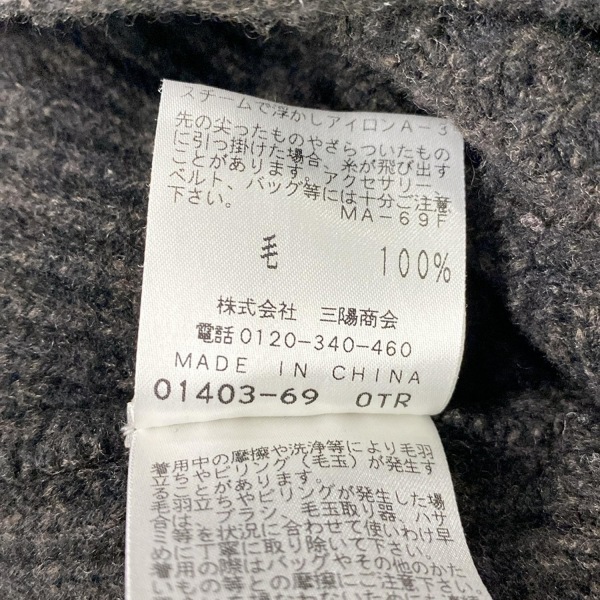 スチームで浮かしアイロンA-3
先の尖ったものやざらついたもの
に引っ掛けた場合、糸が飛び出す
ことがあります。アクセサリー
ベルト、バッグ等には十分ご注意
下さい。
MA-69F
毛 100%
株式会社 三陽商会
電話0120-340-460
MADE IN CHINA
01403-69 OTR
着用中の摩擦や洗浄等により毛羽
立ちやピリング(毛玉)が発生す
ることがあります。
毛羽立ちやピリングが発生した場
合はブラシ、毛玉取り器、ハサ
ミ等を状況に合わせて使いわけ早
めに丁寧に取り除いて下さい。